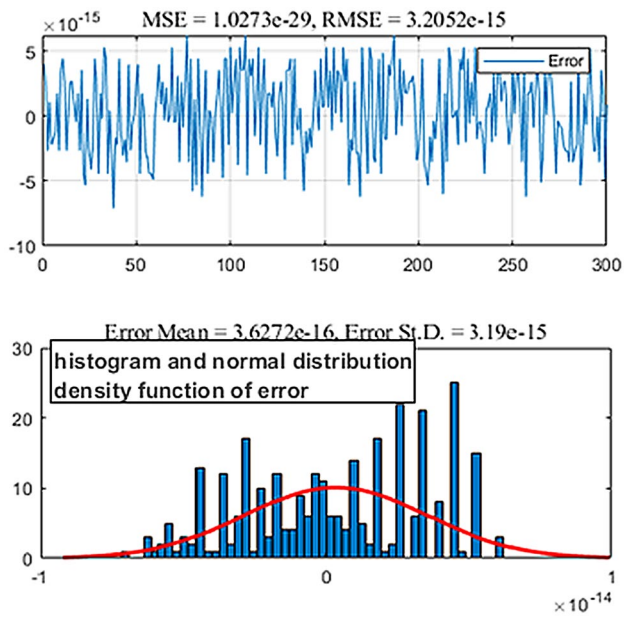 ×10⁻¹⁵
MSE = 1.0273e-29, RMSE = 3.2052e-15
5
Error
0
-5
-10
0 50 100 150 200 250 300
Error Mean = 3.6272e-16, Error St.D. = 3.19e-15
30
histogram and normal distribution
density function of error
20
10
0
-1 0 1
×10⁻¹⁴